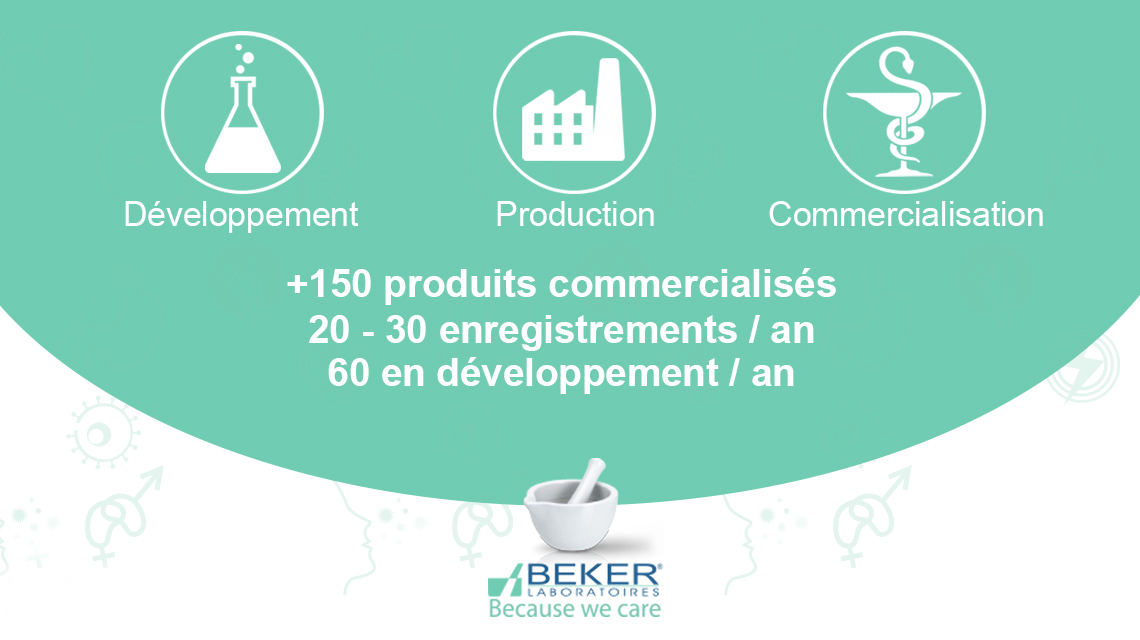 Développement
Production
Commercialisation
+150 produits commercialisés
20 - 30 enregistrements / an
60 en développement / an
BEKER®
LABORATOIRES
Because we care